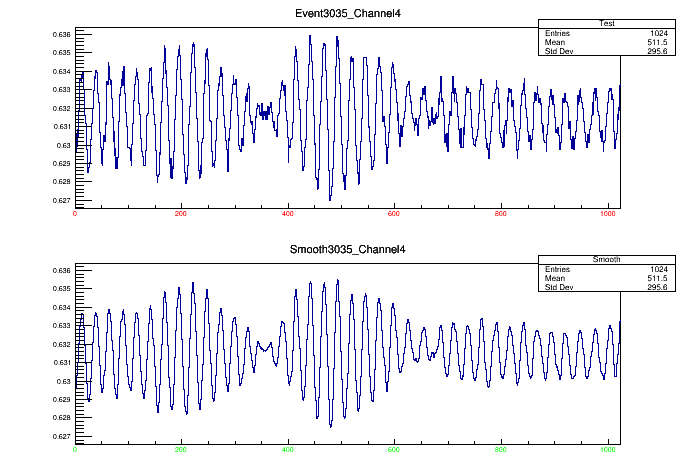 Event3035_Channel4
Test
Entries 1024
Mean 511.5
Std Dev 295.6
0.636
0.635
0.634
0.633
0.632
0.631
0.63
0.629
0.628
0.627
0 200 400 600 800 1000
Smooth3035_Channel4
Smooth
Entries 1024
Mean 511.5
Std Dev 295.6
0.636
0.635
0.634
0.633
0.632
0.631
0.63
0.629
0.628
0.627
0 200 400 600 800 1000